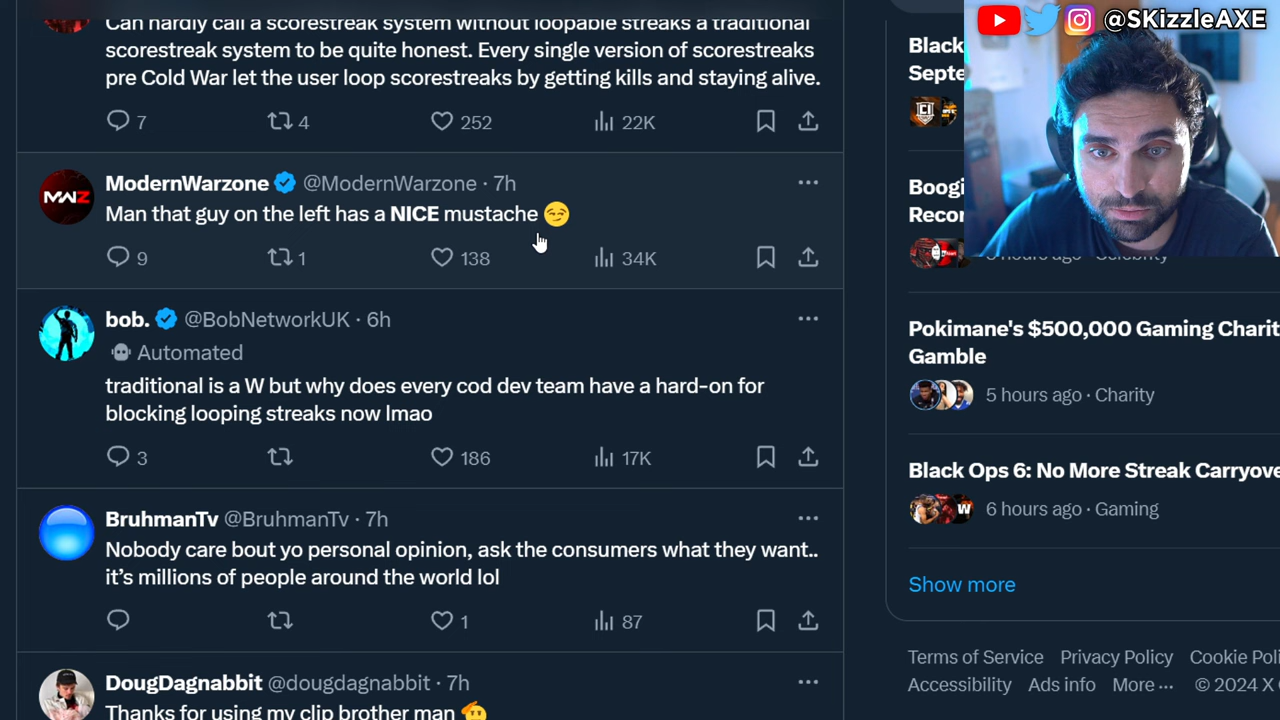 Can hardly call a scorestreak system without loopable streaks a traditional
scorestreak system to be quite honest. Every single version of scorestreaks
pre Cold War let the user loop scorestreaks by getting kills and staying alive.
7 4 252 22K
MWZ
ModernWarzone @ModernWarzone · 7h
Man that guy on the left has a NICE mustache 😏
9 1 138 34K
bob. @BobNetworkUK · 6h
Automated
traditional is a W but why does every cod dev team have a hard-on for
blocking looping streaks now lmao
3 186 17K
BruhmanTv @BruhmanTv · 7h
Nobody care bout yo personal opinion, ask the consumers what they want..
it’s millions of people around the world lol
1 87
DougDagnabbit @dougdagnabbit · 7h
Thanks for using my clip brother man 🫡
@SKizzleAXE
Black
Septe
Boogi
Recor
hours ago · Celebrity
Pokimane's $500,000 Gaming Charit
Gamble
5 hours ago · Charity
Black Ops 6: No More Streak Carryove
6 hours ago · Gaming
Show more
Terms of Service Privacy Policy Cookie Poli
Accessibility Ads info More ··· © 2024 X